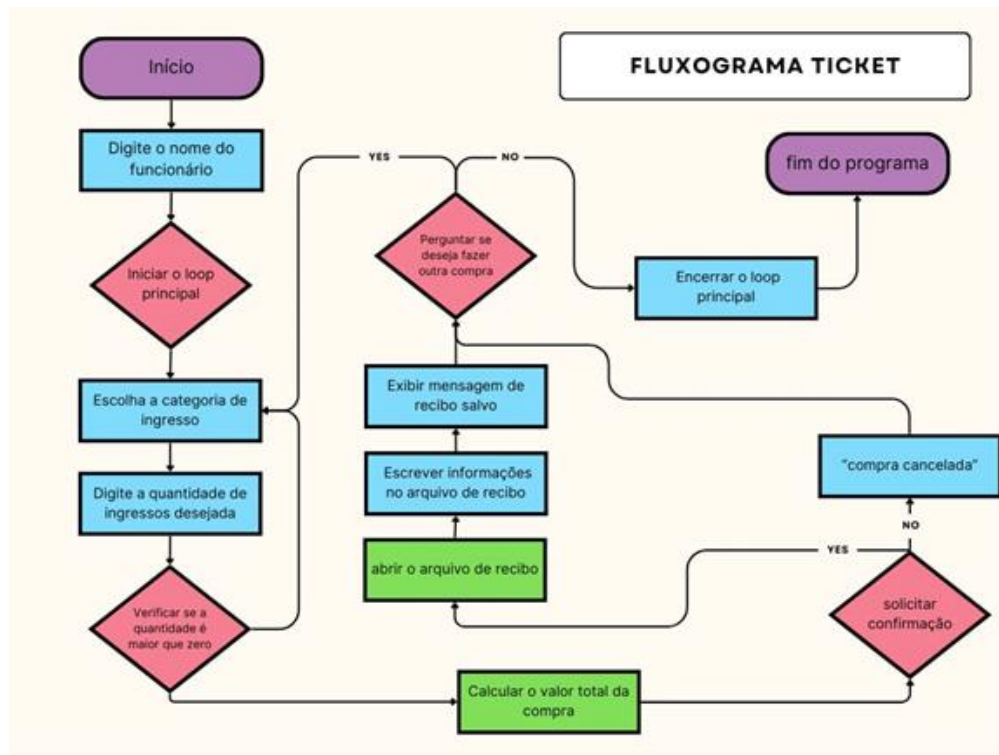 FLUXOGRAMA TICKET
Início
Digite o nome do
funcionário
Iniciar o loop
principal
Escolha a categoria de
ingresso
Digite a quantidade de
ingressos desejada
Verificar se a
quantidade é
maior que zero
Calcular o valor total da
compra
solicitar
confirmação
YES
NO
"compra cancelada"
abrir o arquivo de recibo
Escrever informações
no arquivo de recibo
Exibir mensagem de
recibo salvo
Perguntar se
deseja fazer
outra compra
YES
NO
Encerrar o loop
principal
fim do programa